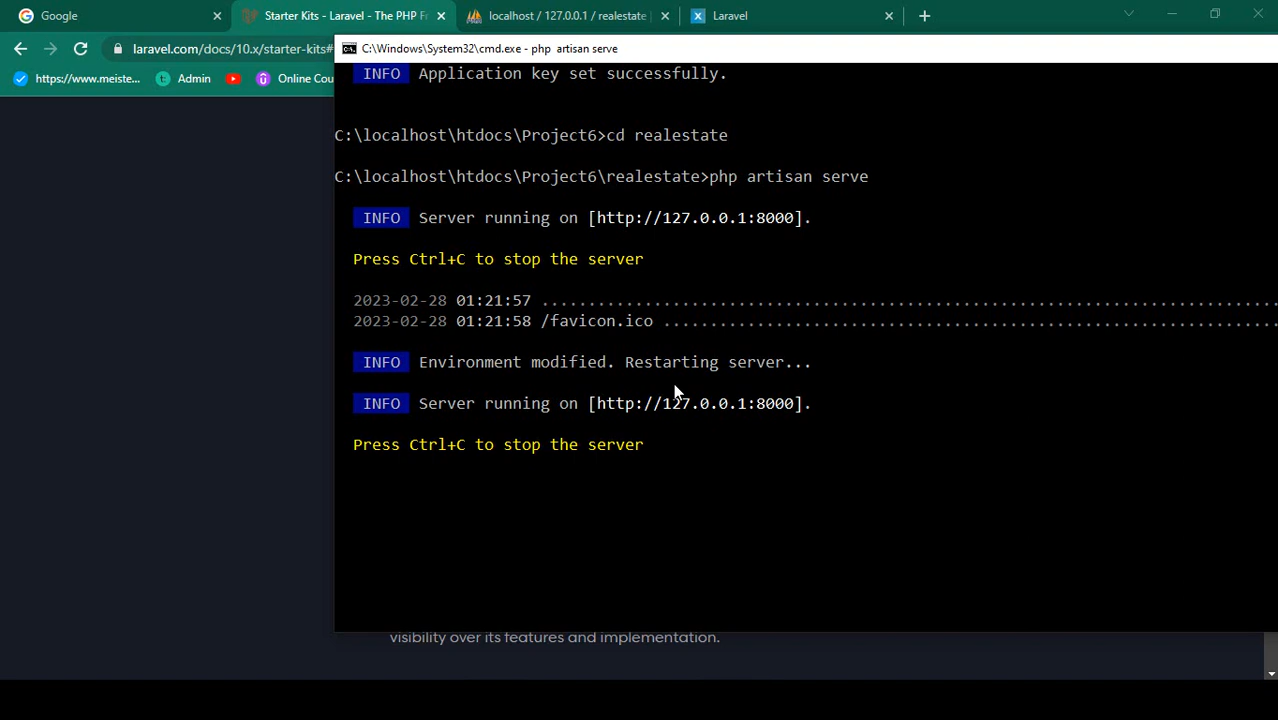 Google
Starter Kits - Laravel - The PHP Fr
localhost / 127.0.0.1 / realestate
Laravel
laravel.com/docs/10.x/starter-kits#
C:\Windows\System32\cmd.exe - php  artisan serve
https://www.meiste...
Admin
Online Cou
INFO  Application key set successfully.
C:\localhost\htdocs\Project6>cd realestate
C:\localhost\htdocs\Project6\realestate>php artisan serve
INFO  Server running on [http://127.0.0.1:8000].
Press Ctrl+C to stop the server
2023-02-28 01:21:57 ................................................................................
2023-02-28 01:21:58 /favicon.ico ..................................................................
INFO  Environment modified. Restarting server...
INFO  Server running on [http://127.0.0.1:8000].
Press Ctrl+C to stop the server
visibility over its features and implementation.